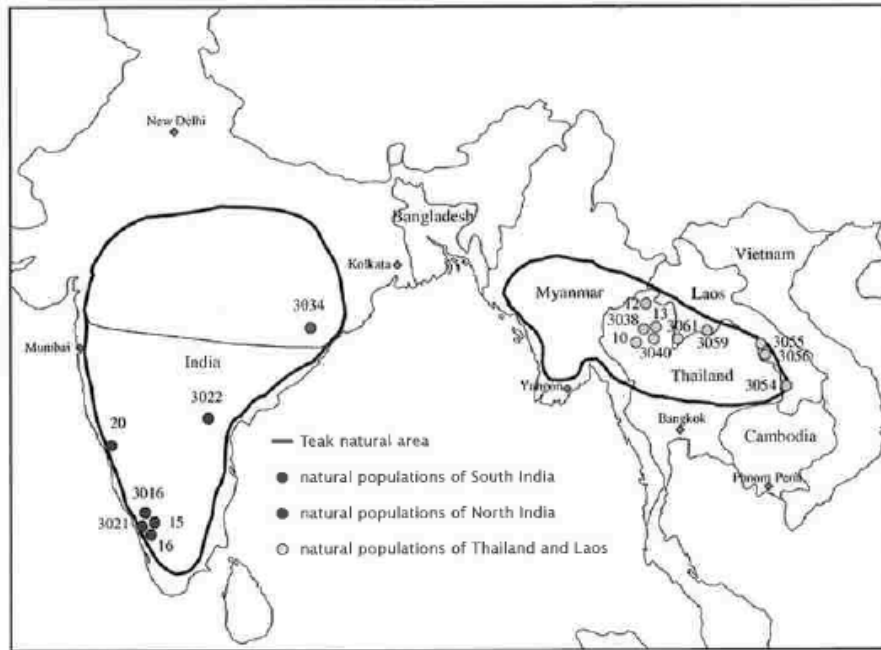 New Delhi
Bangladesh
Kolkata
Vietnam
Myanmar
Laos
12
13
3034
3038
3061
3059
3055
Mumbai
10
3040
3056
India
Thailand
3054
3022
Yangon
20
Bangkok
Teak natural area
Cambodia
natural populations of South India
Pnnom Penh
3016
15
natural populations of North India
3021
16
natural populations of Thailand and Laos